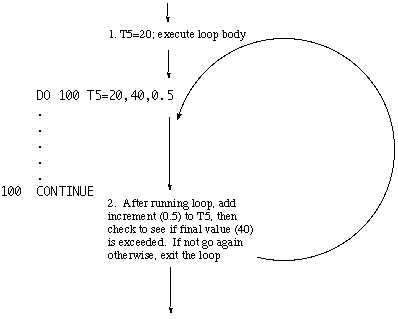 1. T5=20; execute loop body
DO 100 T5=20,40,0.5
.
.
.
.
.
100 CONTINUE
2. After running loop, add
increment (0.5) to T5, then
check to see if final value (40)
is exceeded. If not go again
otherwise, exit the loop